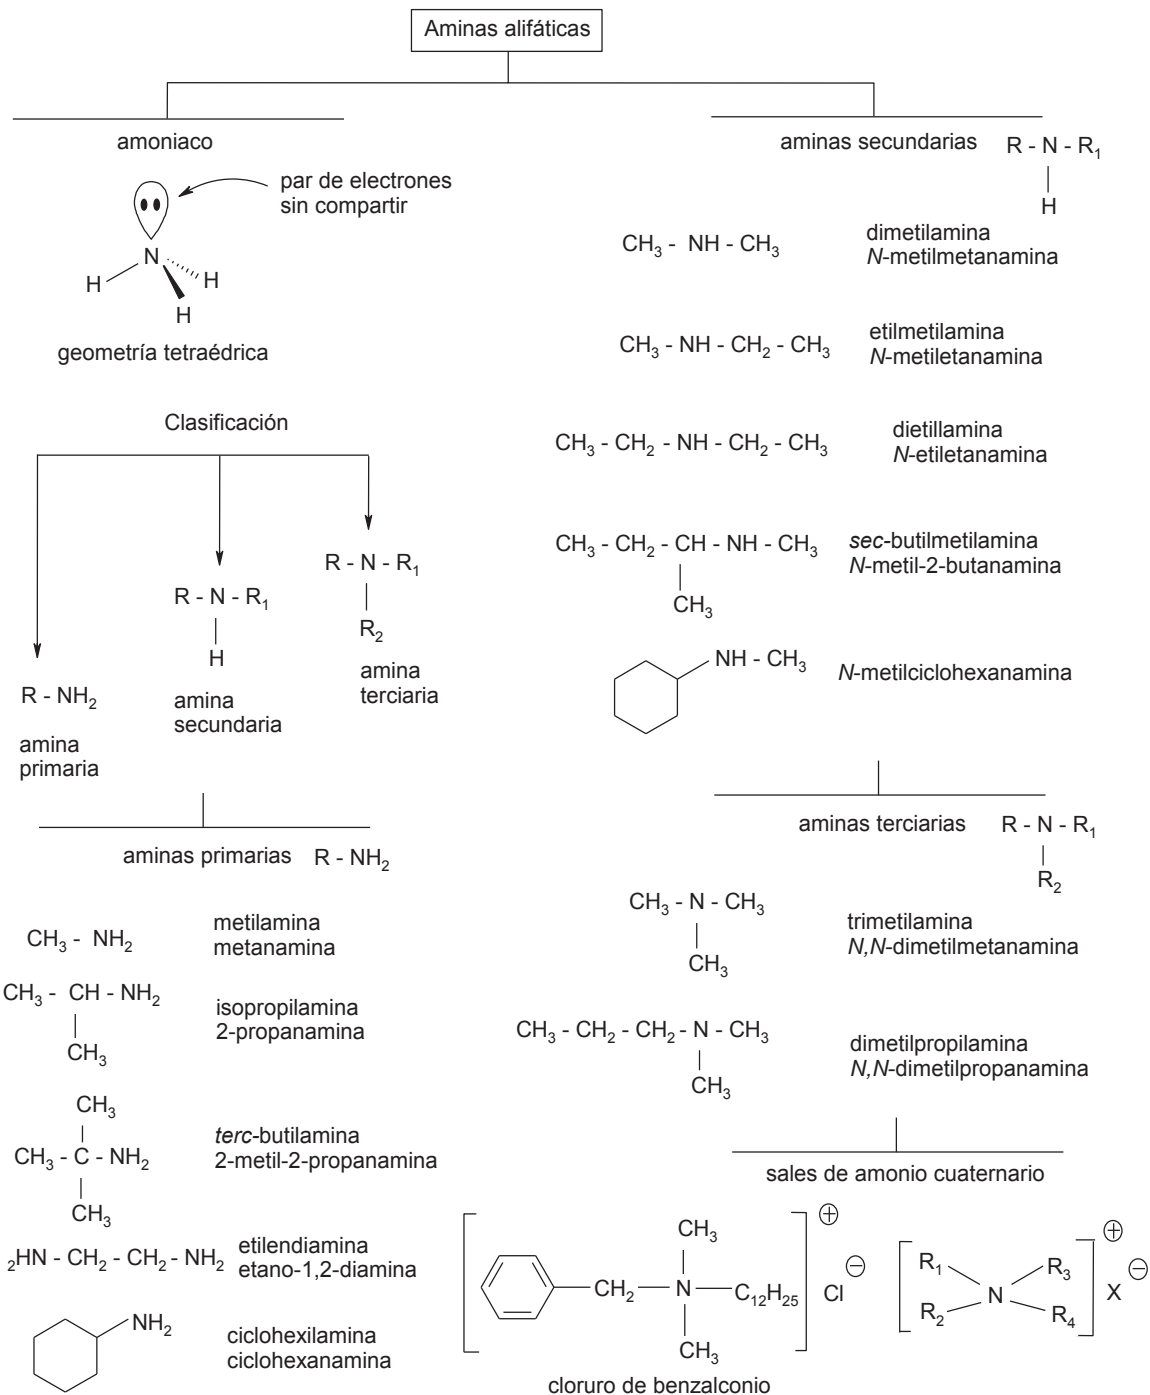 Aminas alifáticas
amoniaco
par de electrones
sin compartir
N
H
H
H
geometría tetraédrica
Clasificación
R - NH₂
amina
primaria
R - N - R₁
H
amina
secundaria
R - N - R₁
R₂
amina
terciaria
aminas primarias R - NH₂
CH₃ - NH₂
metilamina
metanamina
CH₃ - CH - NH₂
CH₃
isopropilamina
2-propanamina
CH₃
CH₃ - C - NH₂
CH₃
terc-butilamina
2-metil-2-propanamina
₂HN - CH₂ - CH₂ - NH₂
etilendiamina
etano-1,2-diamina
NH₂
ciclohexilamina
ciclohexanamina
aminas secundarias R - N - R₁
H
CH₃ - NH - CH₃
dimetilamina
N-metilmetanamina
CH₃ - NH - CH₂ - CH₃
etilmetilamina
N-metiletanamina
CH₃ - CH₂ - NH - CH₂ - CH₃
dietillamina
N-etiletanamina
CH₃ - CH₂ - CH - NH - CH₃
CH₃
sec-butilmetilamina
N-metil-2-butanamina
NH - CH₃
N-metilciclohexanamina
aminas terciarias R - N - R₁
R₂
CH₃ - N - CH₃
CH₃
trimetilamina
N,N-dimetilmetanamina
CH₃ - CH₂ - CH₂ - N - CH₃
CH₃
dimetilpropilamina
N,N-dimetilpropanamina
sales de amonio cuaternario
CH₃
CH₂ N C₁₂H₂₅
CH₃
+
Cl −
cloruro de benzalconio
R₁ R₃
N
R₂ R₄
+
X −